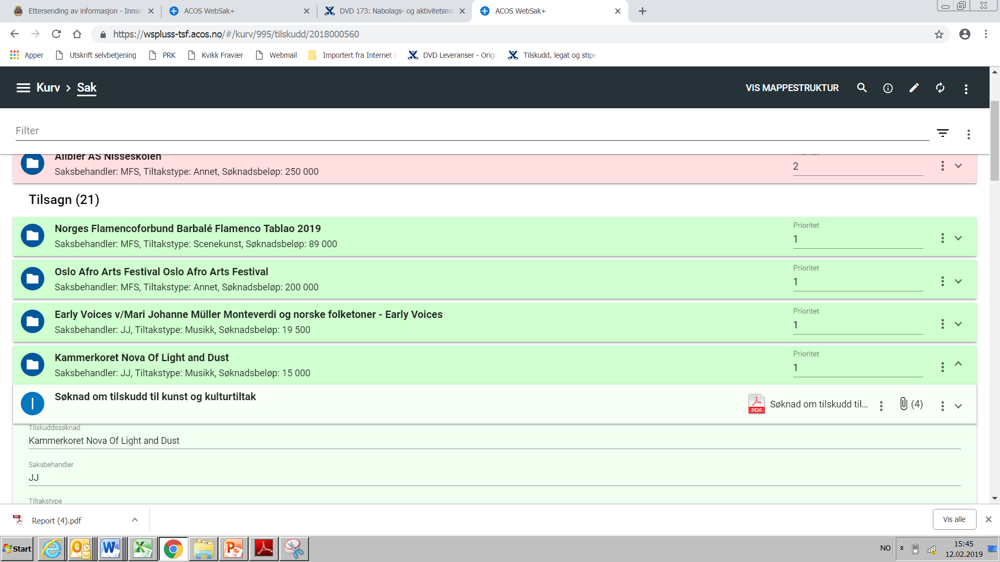 Ettersending av informasjon - Innse
ACOS WebSak+
DVD 173: Nabolags- og aktivitetsmi
ACOS WebSak+
https://wspluss-tsf.acos.no/#/kurv/995/tilskudd/2018000560
Apper
Utskrift selvbetjening
PRK
Kvikk Fravær
Webmail
Importert fra Internet E
DVD Leveranser - Orig
Tilskudd, legat og stipe
Kurv > Sak
VIS MAPPESTRUKTUR
Filter
Alibier AS Nisseskolen
Saksbehandler: MFS, Tiltakstype: Annet, Søknadsbeløp: 250 000
Prioritet
2
Tilsagn (21)
Norges Flamencoforbund Barbalé Flamenco Tablao 2019
Saksbehandler: MFS, Tiltakstype: Scenekunst, Søknadsbeløp: 89 000
Prioritet
1
Oslo Afro Arts Festival Oslo Afro Arts Festival
Saksbehandler: MFS, Tiltakstype: Annet, Søknadsbeløp: 200 000
Prioritet
1
Early Voices v/Mari Johanne Müller Monteverdi og norske folketoner - Early Voices
Saksbehandler: JJ, Tiltakstype: Musikk, Søknadsbeløp: 19 500
Prioritet
1
Kammerkoret Nova Of Light and Dust
Saksbehandler: JJ, Tiltakstype: Musikk, Søknadsbeløp: 15 000
Prioritet
1
I
Søknad om tilskudd til kunst og kulturtiltak
PDF
Søknad om tilskudd til...
(4)
Tilskuddssøknad
Kammerkoret Nova Of Light and Dust
Saksbehandler
JJ
Tiltakstype
Report (4).pdf
Vis alle
Start
NO
15:45
12.02.2019